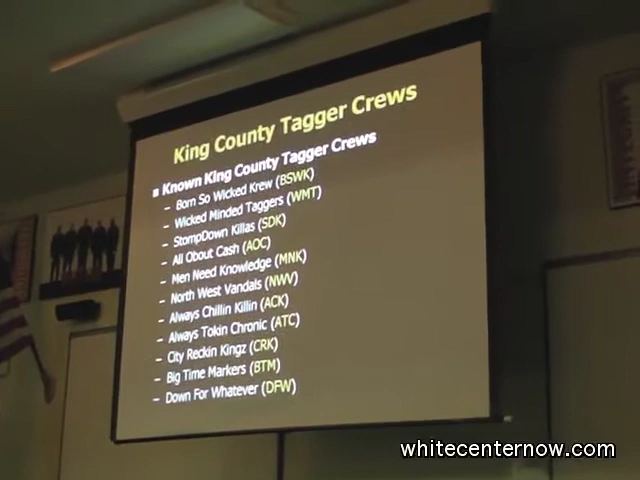 King County Tagger Crews
Known King County Tagger Crews
– Born So Wicked Krew (BSWK)
– Wicked Minded Taggers (WMT)
– StompDown Killas (SDK)
– All Obout Cash (AOC)
– Men Need Knowledge (MNK)
– North West Vandals (NWV)
– Always Chillin Killin (ACK)
– Always Tokin Chronic (ATC)
– City Reckin Kingz (CRK)
– Big Time Markers (BTM)
– Down For Whatever (DFW)
whitecenternow.com